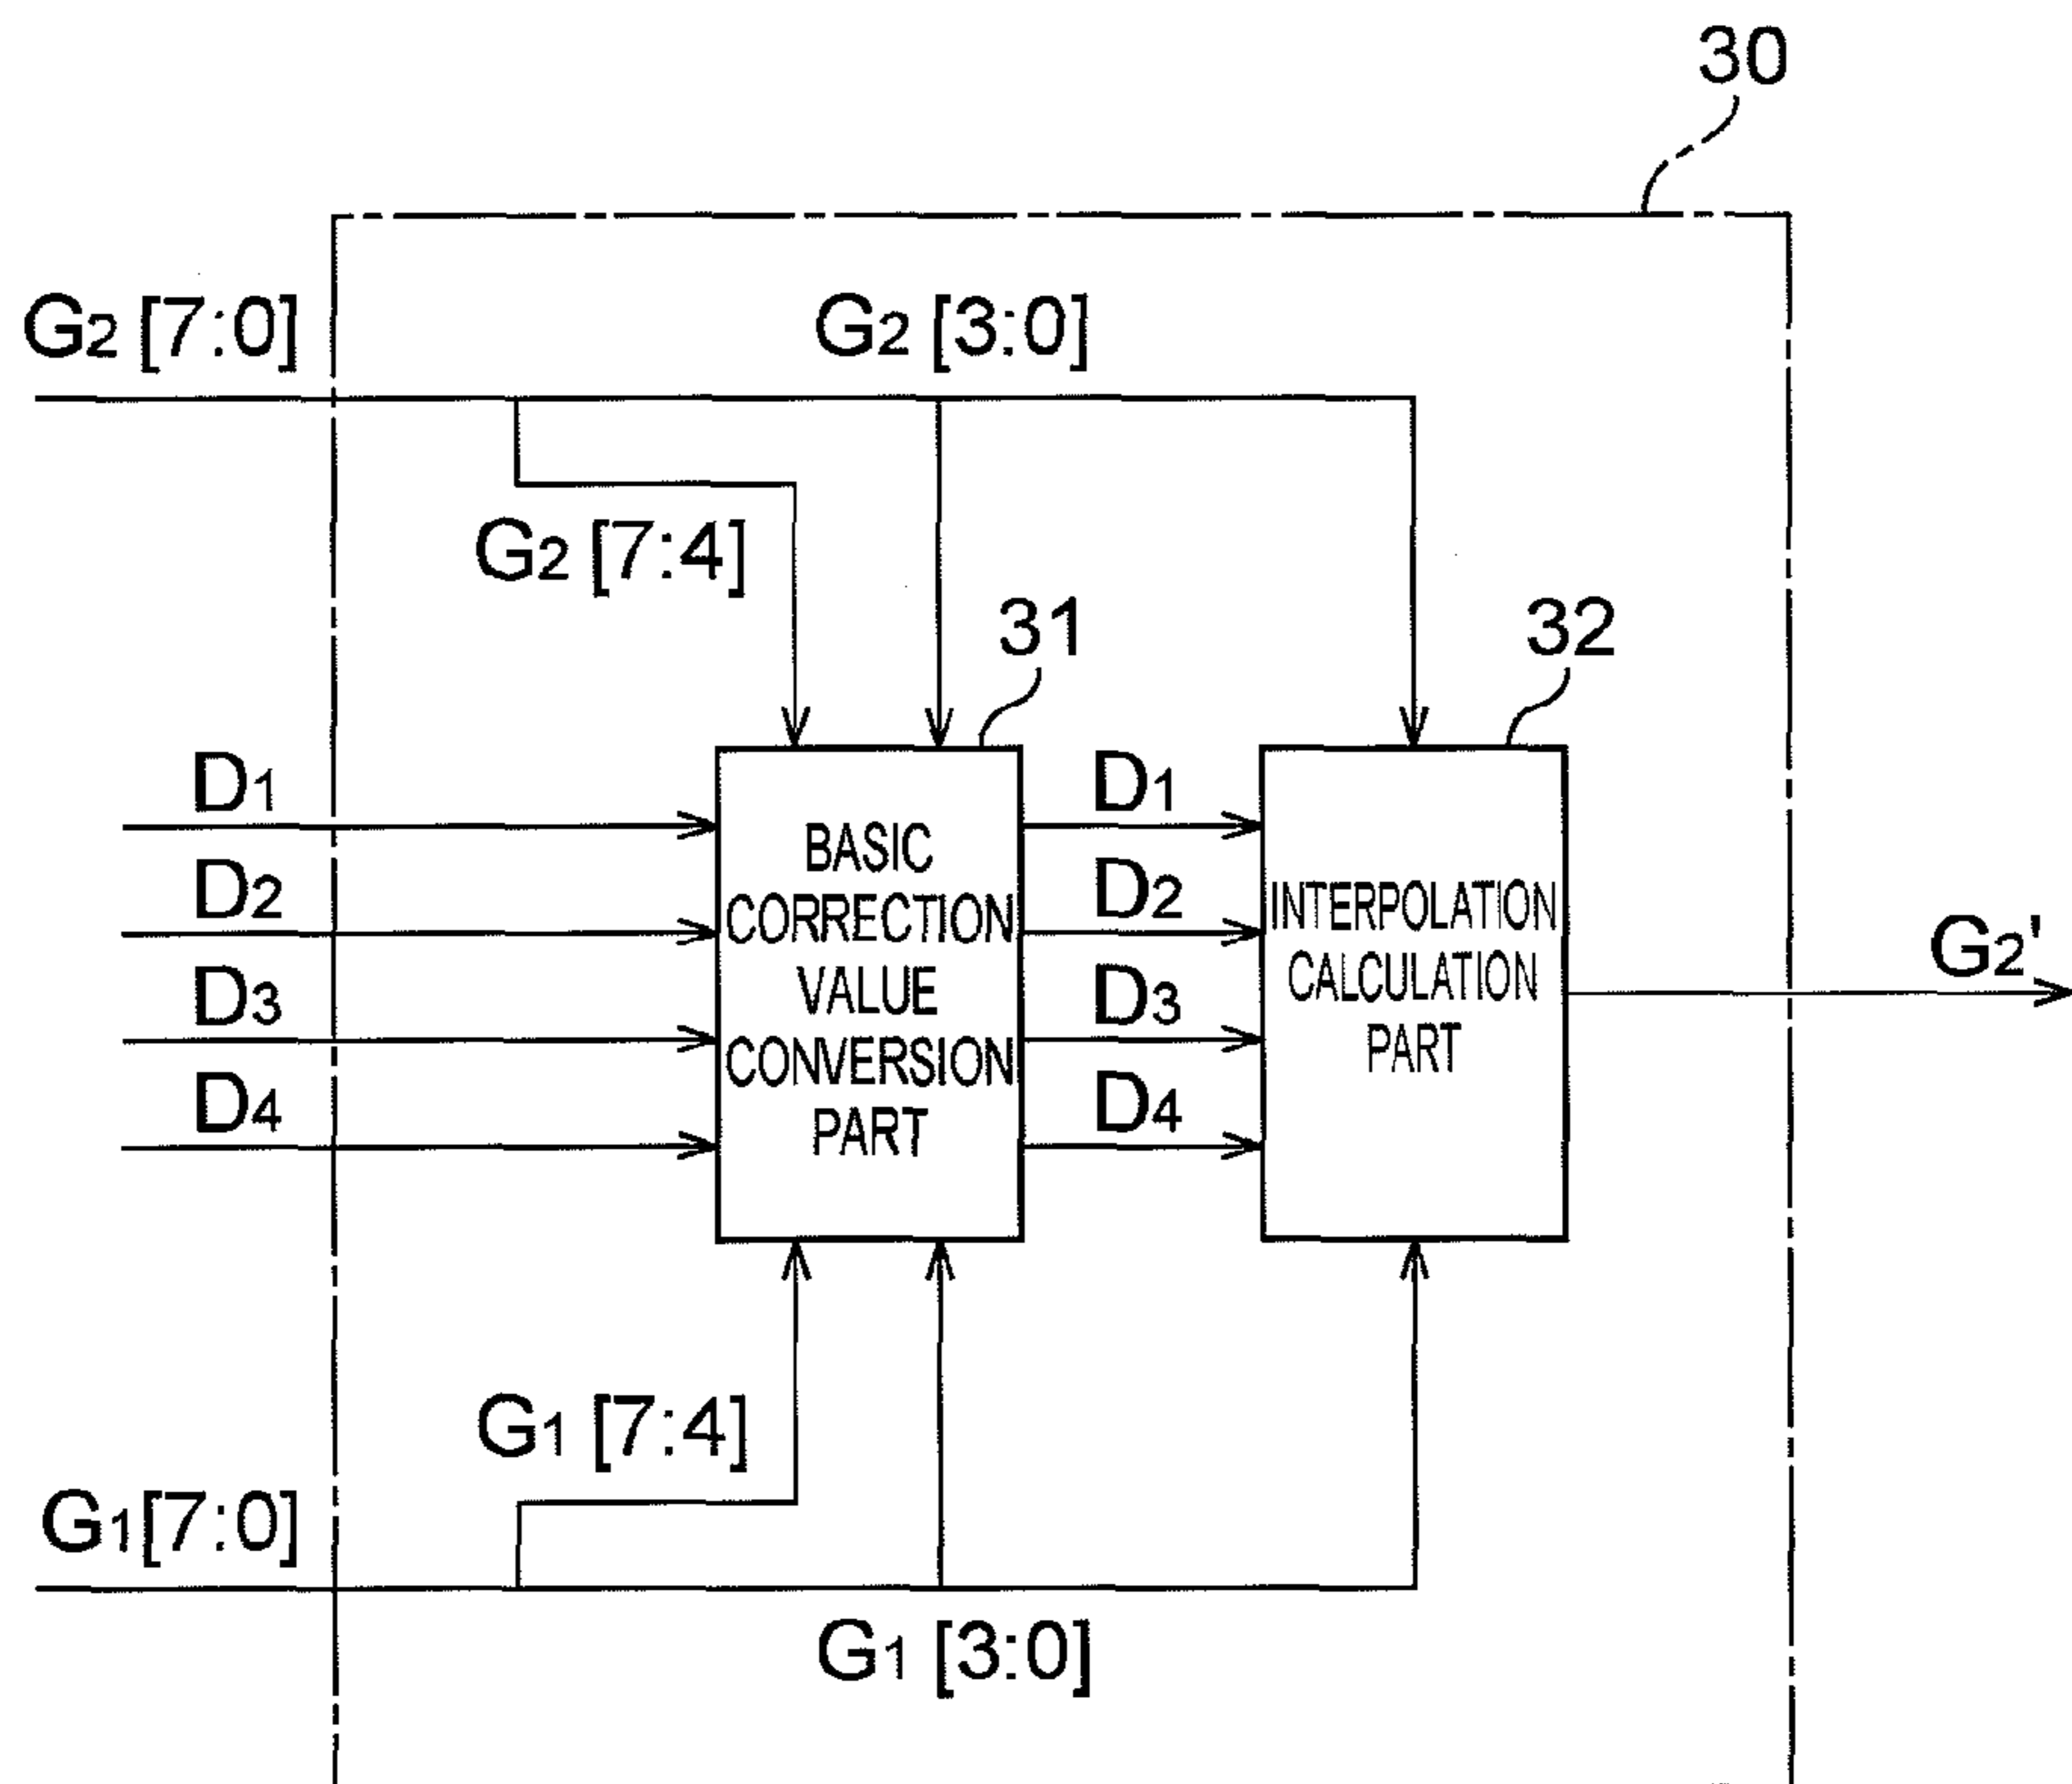 30
G2 [7:0]
G2 [3:0]
G2 [7:4]
31
32
D1
D2
D3
D4
BASIC
CORRECTION
VALUE
CONVERSION
PART
D1
D2
D3
D4
INTERPOLATION
CALCULATION
PART
G2'
G1 [7:4]
G1[7:0]
G1 [3:0]